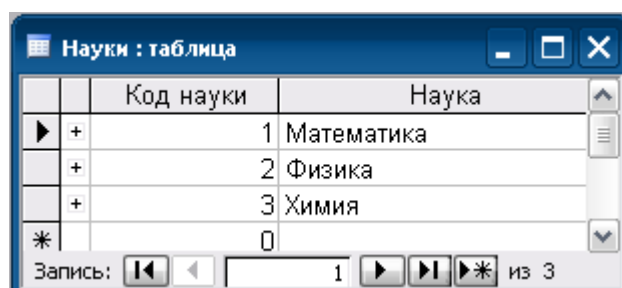 Науки : таблица
Код науки Наука
+ 1 Математика
+ 2 Физика
+ 3 Химия
* 0
Запись: 1 из 3